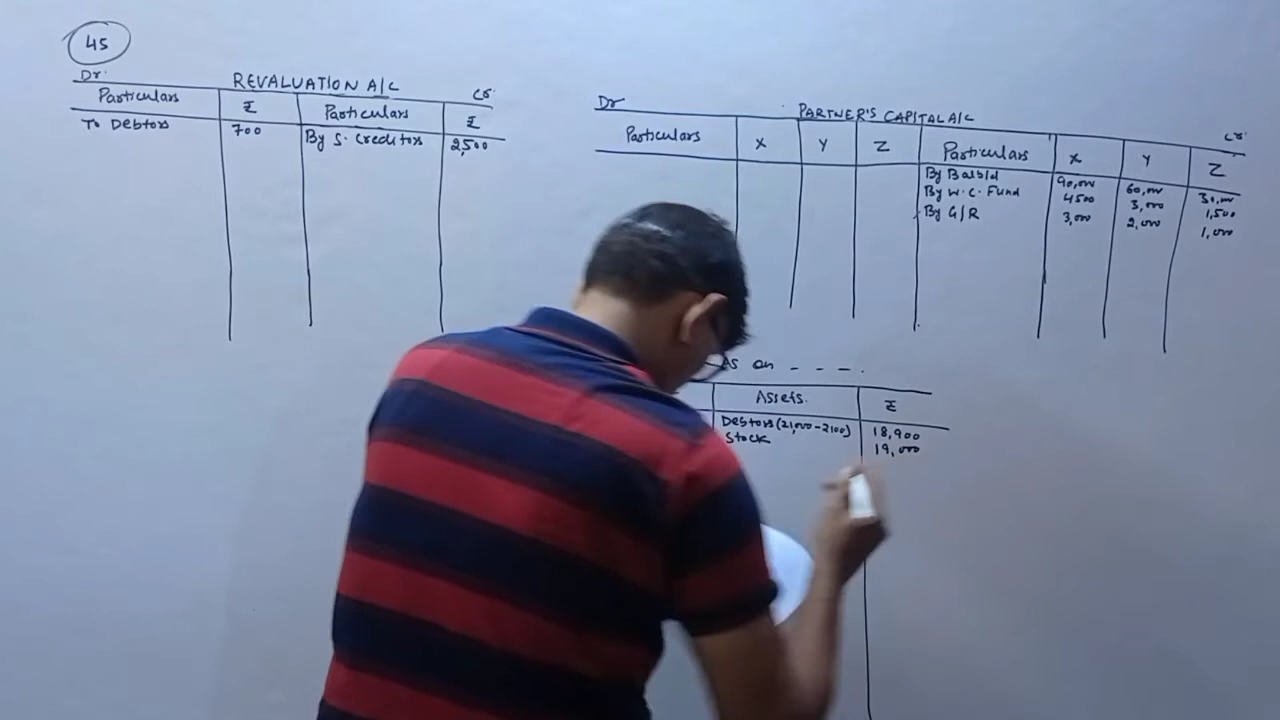 45
Dr. REVALUATION A/C Cr.
Particulars ₹ Particulars ₹
To Debtors 700 By S. Creditors 2,500
Dr PARTNER'S CAPITAL A/C Cr.
Particulars X Y Z Particulars X Y Z
By Bal b/d 90,000 60,000 30,000
By W.C. Fund 4500 3,000 1,500
By G/R 3,000 2,000 1,000
As on - - - -.
Assets. ₹
Debtors (21,000-2100) 18,900
Stock 19,000